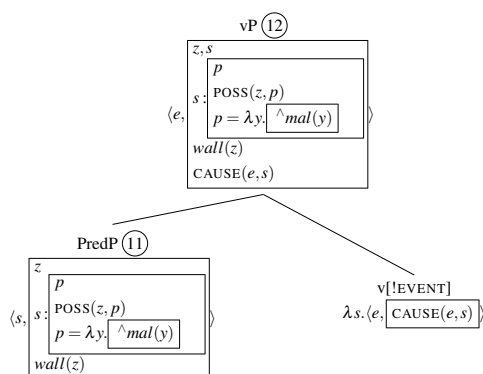 vP 12
z, s
p
s: POSS(z, p)
⟨e, p = λy. ^mal(y) ⟩
wall(z)
CAUSE(e, s)
PredP 11
z
p
s: POSS(z, p)
⟨s, p = λy. ^mal(y) ⟩
wall(z)
v[!EVENT]
λs.⟨e, CAUSE(e, s) ⟩